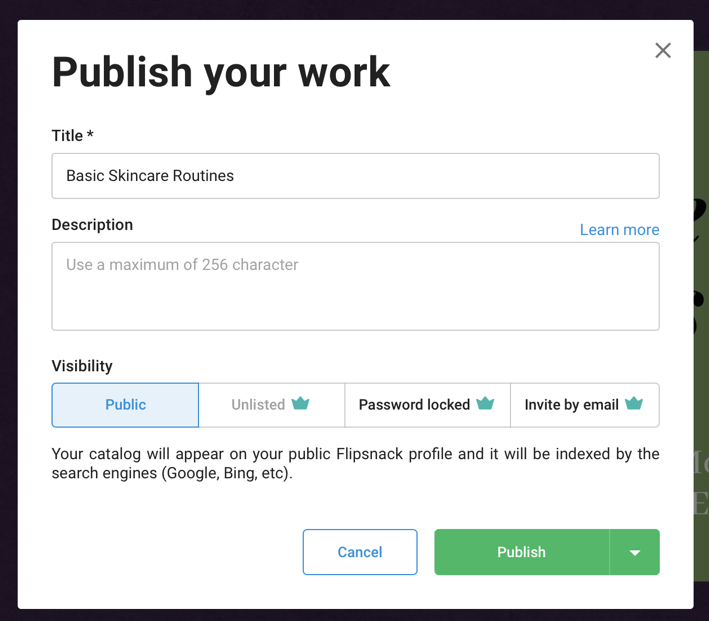 Publish your work
Title *
Basic Skincare Routines
Description
Learn more
Use a maximum of 256 character
Visibility
Public
Unlisted
Password locked
Invite by email
Your catalog will appear on your public Flipsnack profile and it will be indexed by the
search engines (Google, Bing, etc).
Cancel
Publish